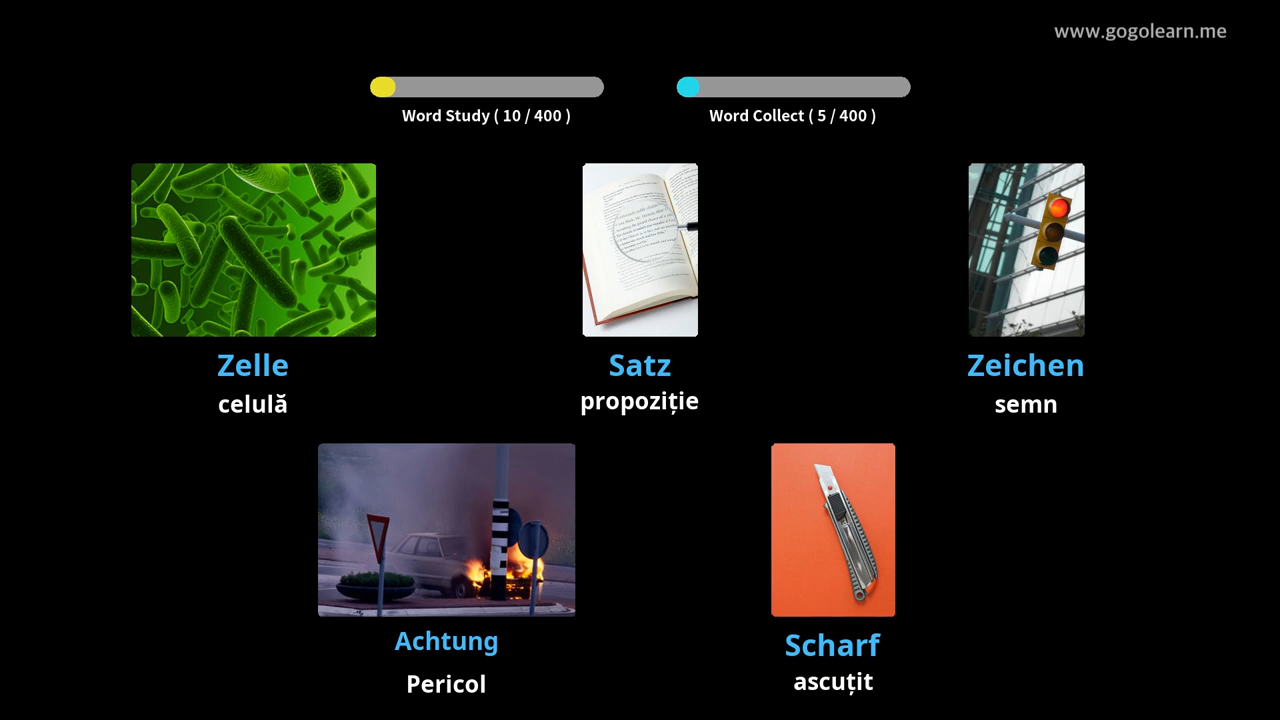 www.gogolearn.me
Word Study ( 10 / 400 )
Word Collect ( 5 / 400 )
Zelle
celulă
Satz
propoziție
Zeichen
semn
Achtung
Pericol
Scharf
ascuțit